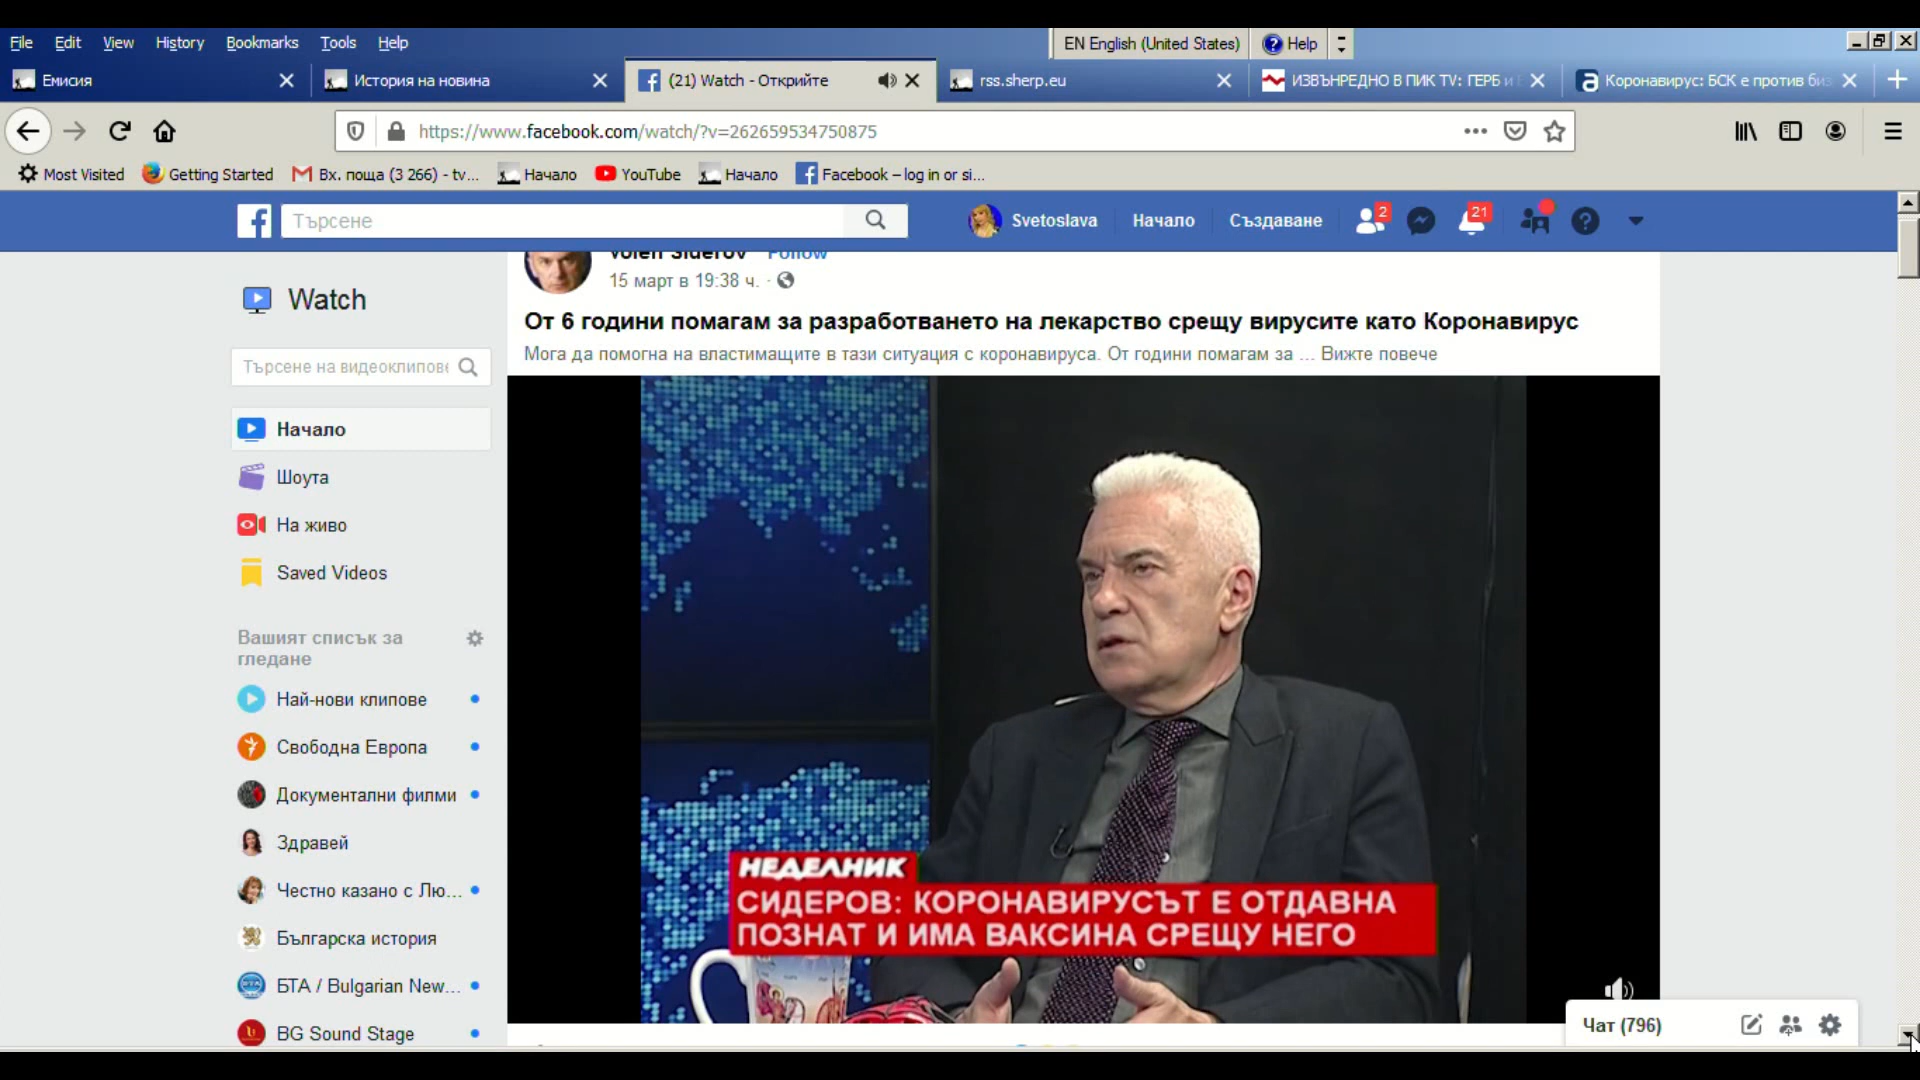 File Edit View History Bookmarks Tools Help
EN English (United States) Help
Емисия
История на новина
(21) Watch - Открийте
rss.sherp.eu
ИЗВЪНРЕДНО В ПИК TV: ГЕРБ и
Коронавирус: БСК е против биз
https://www.facebook.com/watch/?v=262659534750875
Most Visited Getting Started Вх. поща (3 266) - tv... Начало YouTube Начало Facebook – log in or si...
Търсене
Svetoslava Начало Създаване 2 21
Volen Siderov Follow
15 март в 19:38 ч. ·
Watch
От 6 години помагам за разработването на лекарство срещу вирусите като Коронавирус
Мога да помогна на властимащите в тази ситуация с коронавируса. От години помагам за ... Вижте повече
Търсене на видеоклипове
Начало
Шоута
На живо
Saved Videos
Вашият списък за
гледане
Най-нови клипове
Свободна Европа
Документални филми
Здравей
Честно казано с Лю...
Българска история
БТА / Bulgarian New...
BG Sound Stage
НЕДЕЛНИК
СИДЕРОВ: КОРОНАВИРУСЪТ Е ОТДАВНА
ПОЗНАТ И ИМА ВАКСИНА СРЕЩУ НЕГО
Чат (796)